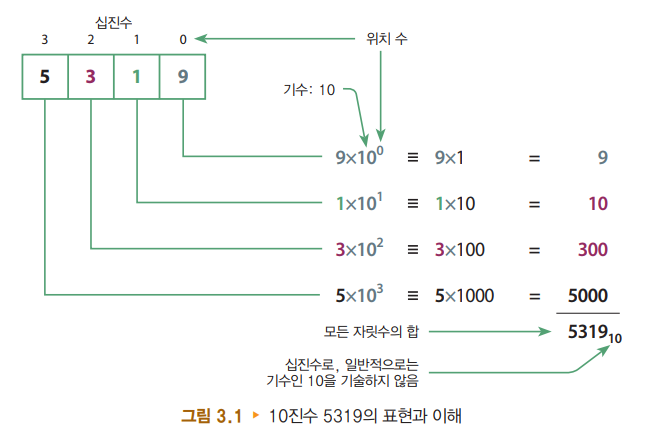 십진수
3 2 1 0
위치 수
5 3 1 9
기수: 10
9×10⁰ ≡ 9×1 = 9
1×10¹ ≡ 1×10 = 10
3×10² ≡ 3×100 = 300
5×10³ ≡ 5×1000 = 5000
모든 자릿수의 합 5319₁₀
십진수로, 일반적으로는
기수인 10을 기술하지 않음
그림 3.1 ▸ 10진수 5319의 표현과 이해